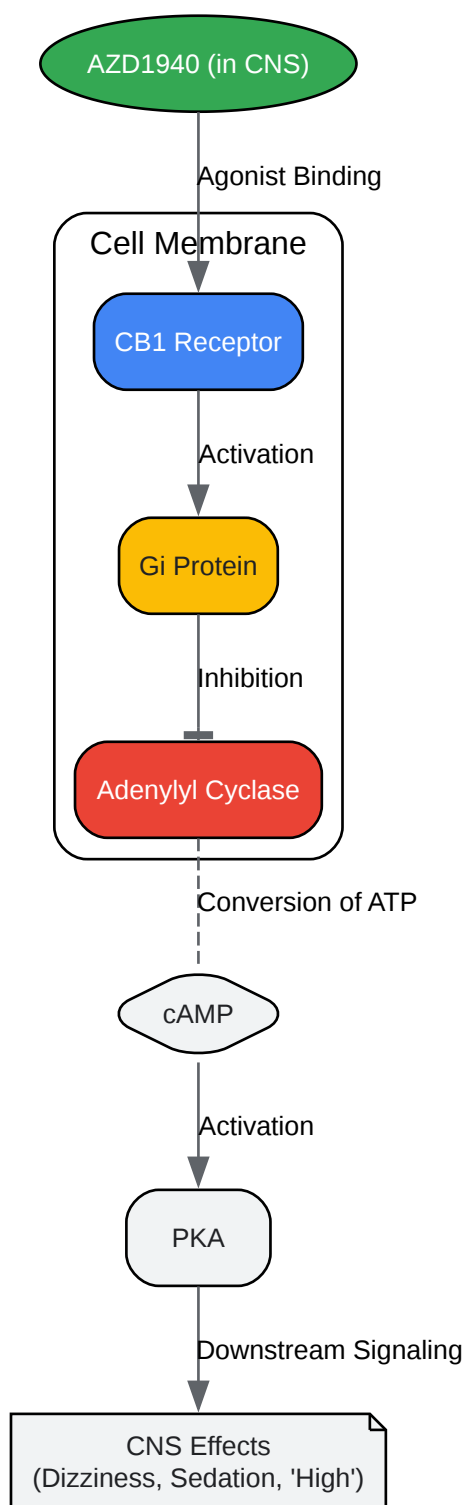 AZD1940 (in CNS)
Agonist Binding
Cell Membrane
CB1 Receptor
Activation
Gi Protein
Inhibition
Adenylyl Cyclase
Conversion of ATP
cAMP
Activation
PKA
Downstream Signaling
CNS Effects
(Dizziness, Sedation, 'High')